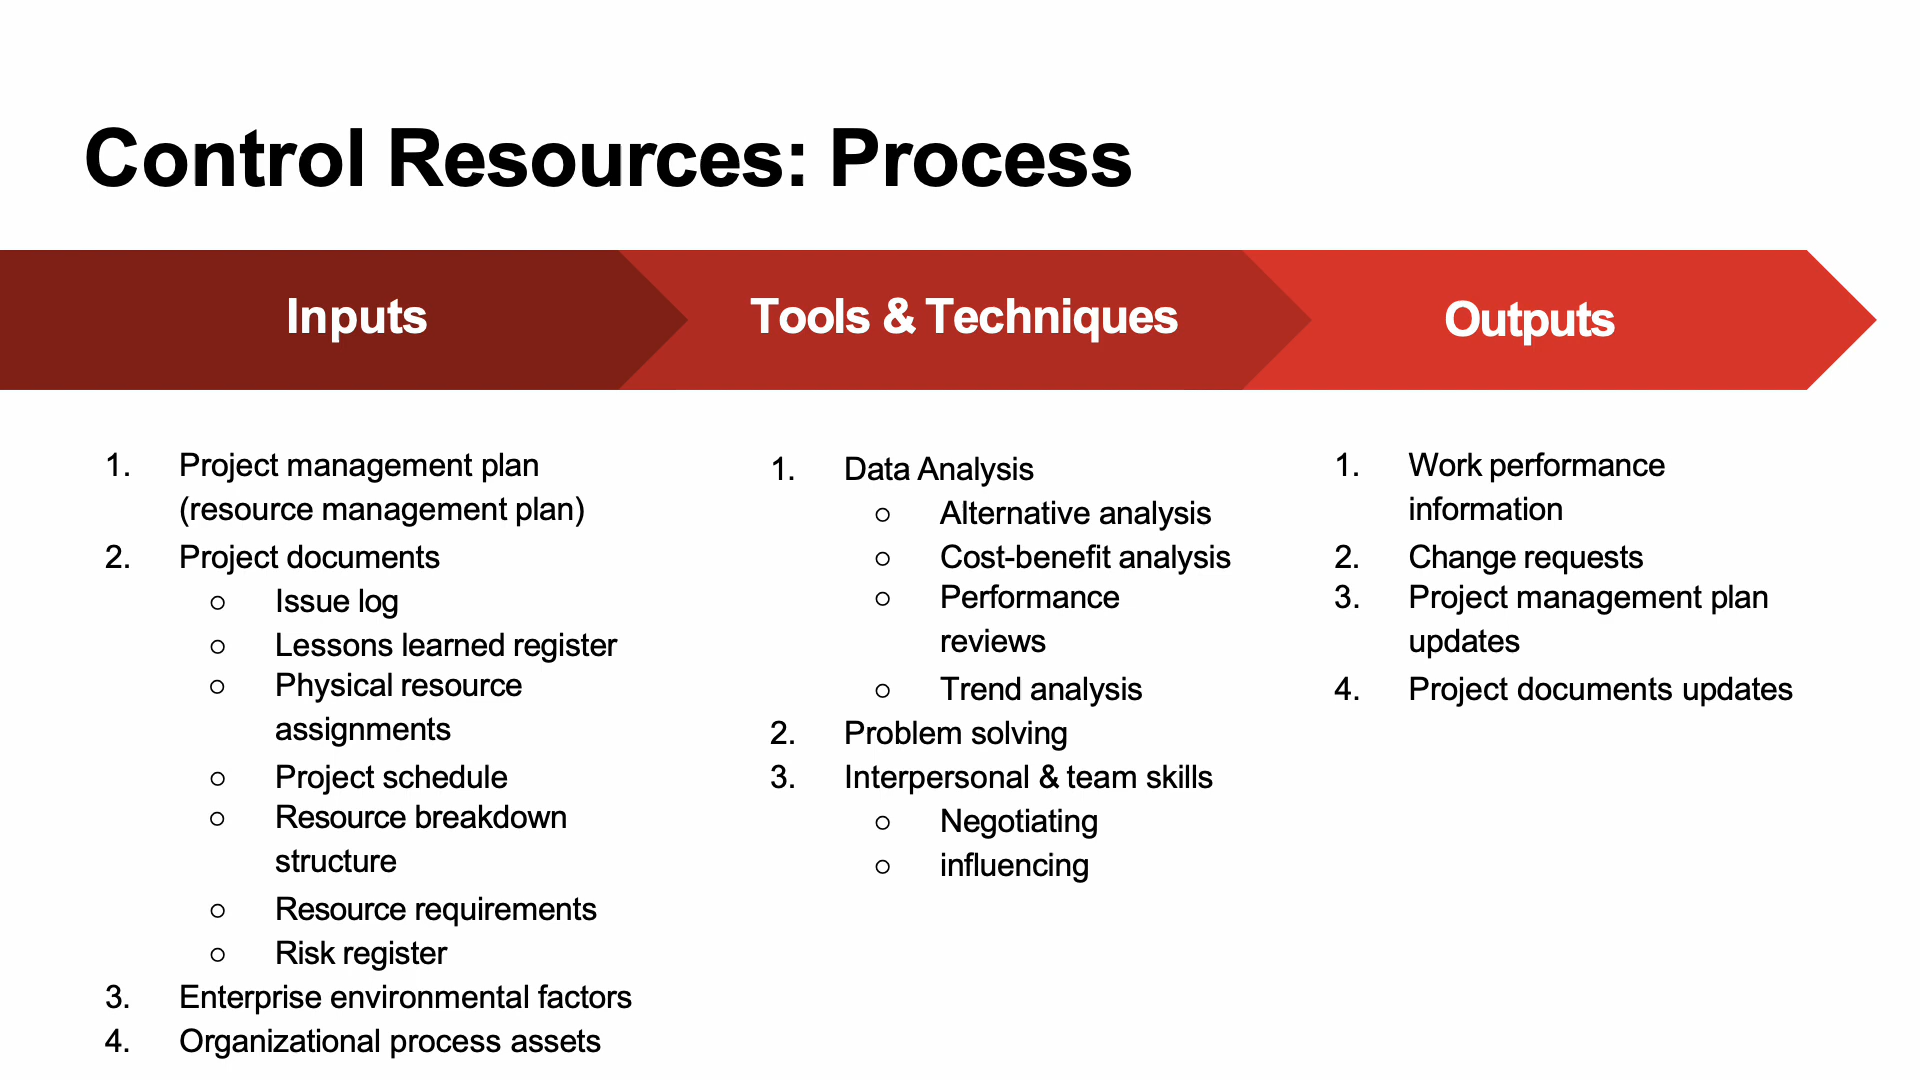 Control Resources: Process
Inputs
Tools & Techniques
Outputs
1. Project management plan
(resource management plan)
2. Project documents
○ Issue log
○ Lessons learned register
○ Physical resource
assignments
○ Project schedule
○ Resource breakdown
structure
○ Resource requirements
○ Risk register
3. Enterprise environmental factors
4. Organizational process assets
1. Data Analysis
○ Alternative analysis
○ Cost-benefit analysis
○ Performance
reviews
○ Trend analysis
2. Problem solving
3. Interpersonal & team skills
○ Negotiating
○ influencing
1. Work performance
information
2. Change requests
3. Project management plan
updates
4. Project documents updates